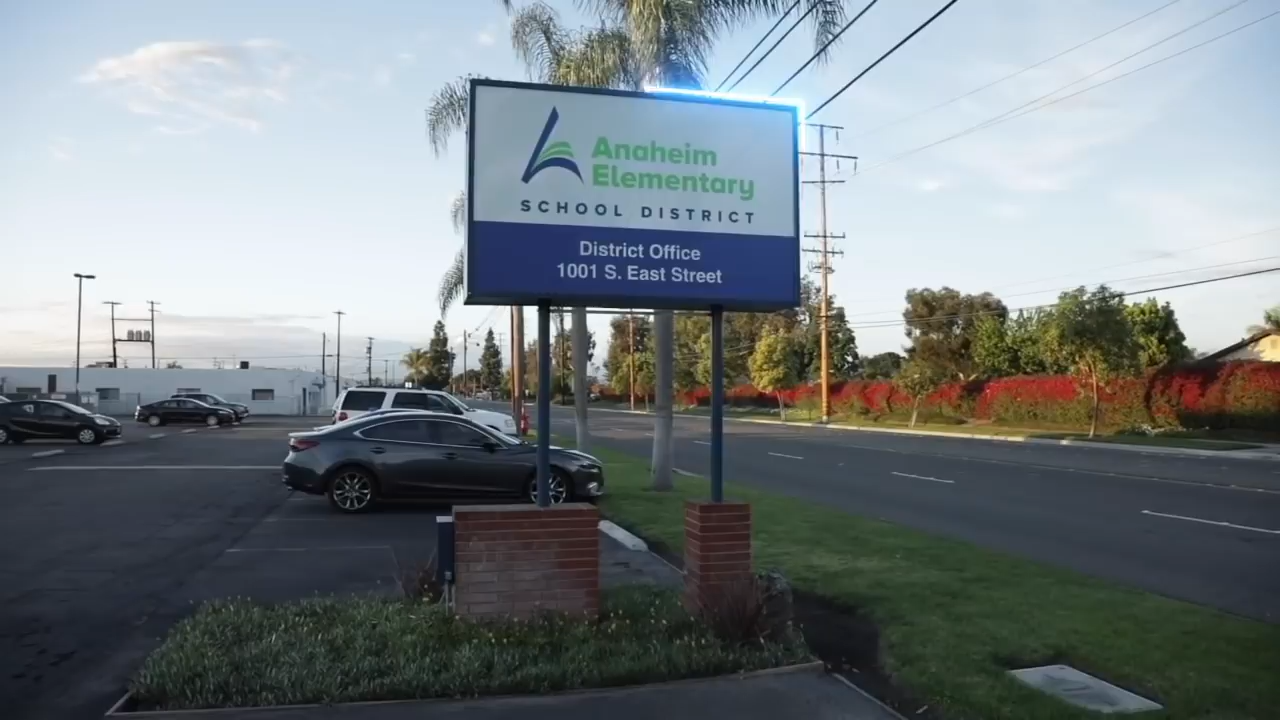 Anaheim
Elementary
SCHOOL DISTRICT
District Office
1001 S. East Street